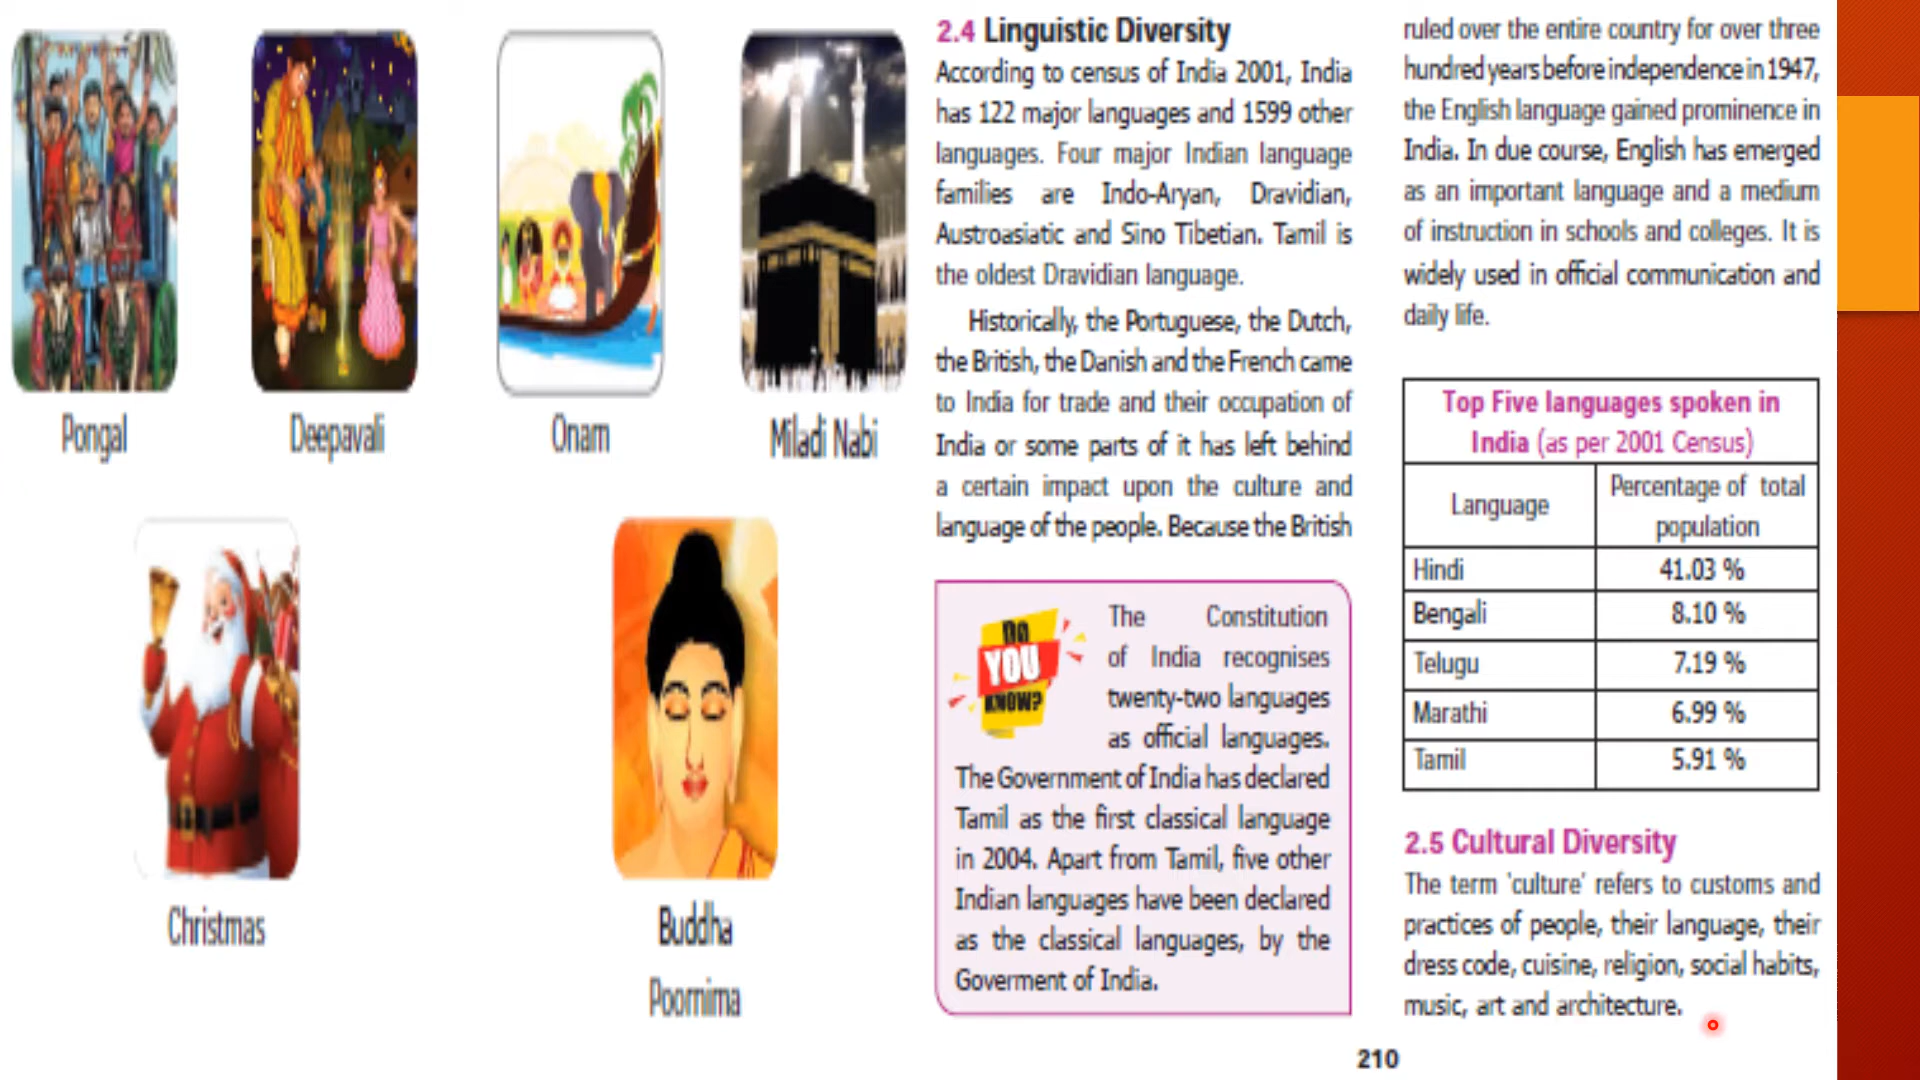 Pongal
Deepavali
Onam
Miladi Nabi
Christmas
Buddha
Poornima
2.4 Linguistic Diversity
According to census of India 2001, India
has 122 major languages and 1599 other
languages. Four major Indian language
families are Indo-Aryan, Dravidian,
Austroasiatic and Sino Tibetian. Tamil is
the oldest Dravidian language.
Historically, the Portuguese, the Dutch,
the British, the Danish and the French came
to India for trade and their occupation of
India or some parts of it has left behind
a certain impact upon the culture and
language of the people. Because the British
DO
YOU
KNOW?
The Constitution
of India recognises
twenty-two languages
as official languages.
The Government of India has declared
Tamil as the first classical language
in 2004. Apart from Tamil, five other
Indian languages have been declared
as the classical languages, by the
Goverment of India.
ruled over the entire country for over three
hundred years before independence in 1947,
the English language gained prominence in
India. In due course, English has emerged
as an important language and a medium
of instruction in schools and colleges. It is
widely used in official communication and
daily life.
Top Five languages spoken in
India (as per 2001 Census)
Language Percentage of total population
Hindi 41.03 %
Bengali 8.10 %
Telugu 7.19 %
Marathi 6.99 %
Tamil 5.91 %
2.5 Cultural Diversity
The term 'culture' refers to customs and
practices of people, their language, their
dress code, cuisine, religion, social habits,
music, art and architecture.
210